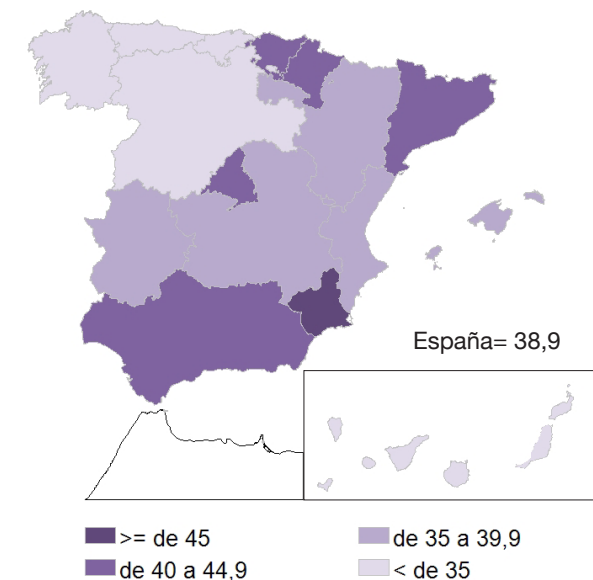 España= 38,9
>= de 45
de 35 a 39,9
de 40 a 44,9
< de 35